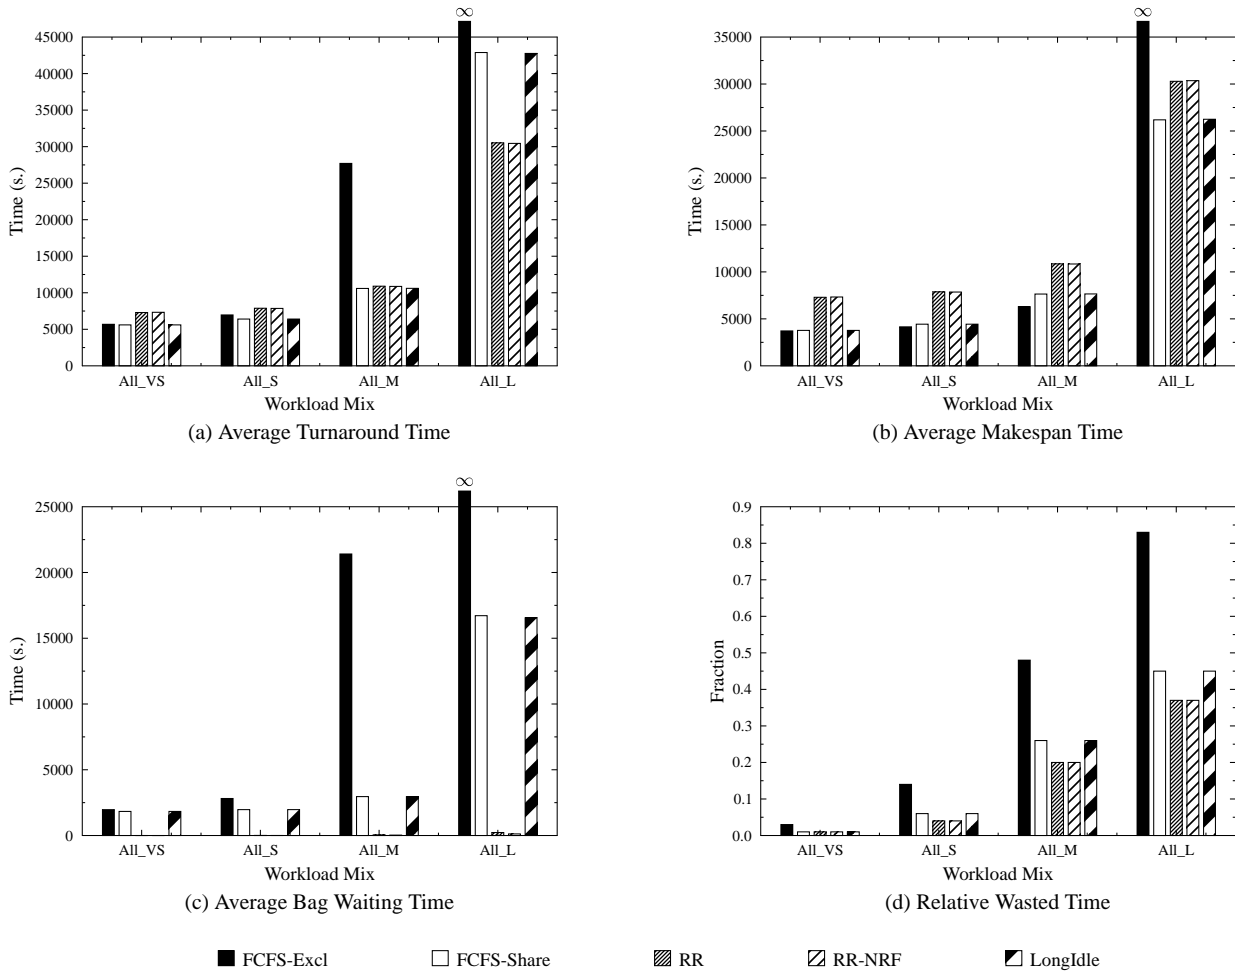 ∞
45000
40000
35000
30000
25000
20000
15000
10000
5000
0
Time (s.)
All_VS All_S All_M All_L
Workload Mix
(a) Average Turnaround Time
∞
35000
30000
25000
20000
15000
10000
5000
0
Time (s.)
All_VS All_S All_M All_L
Workload Mix
(b) Average Makespan Time
∞
25000
20000
15000
10000
5000
0
Time (s.)
All_VS All_S All_M All_L
Workload Mix
(c) Average Bag Waiting Time
0.9
0.8
0.7
0.6
0.5
0.4
0.3
0.2
0.1
0.0
Fraction
All_VS All_S All_M All_L
Workload Mix
(d) Relative Wasted Time
FCFS-Excl FCFS-Share RR RR-NRF LongIdle